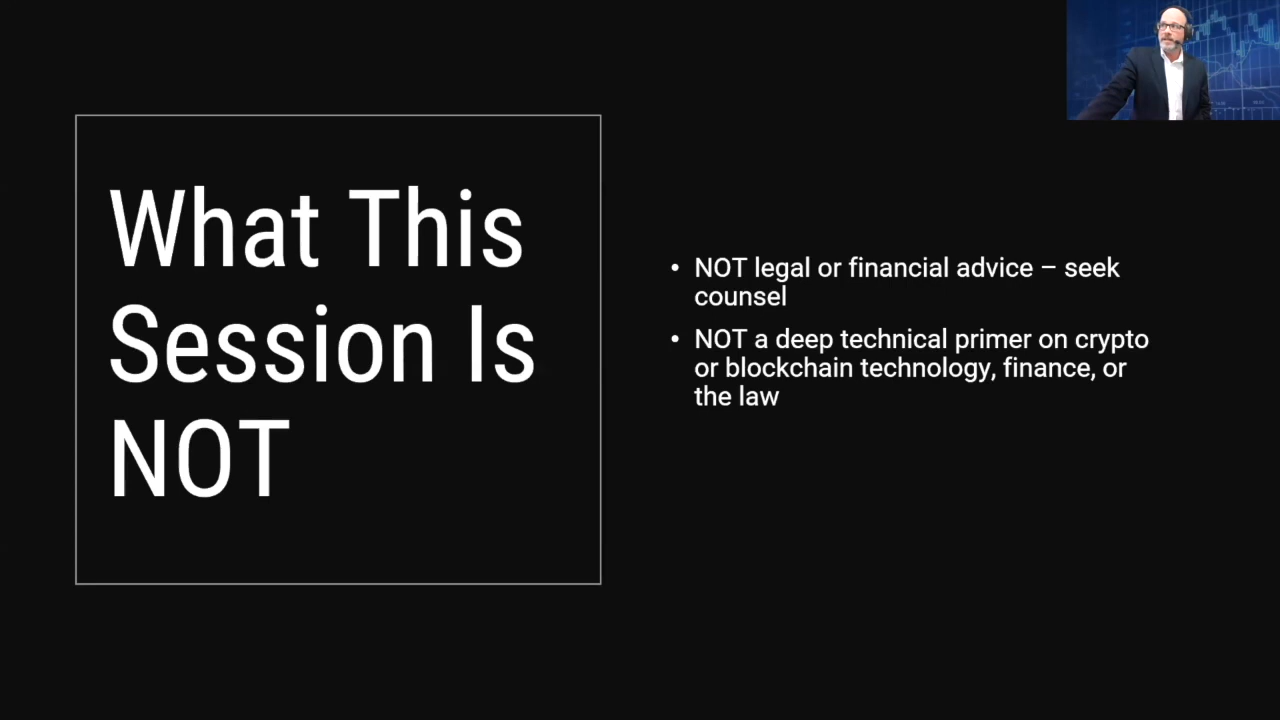 What This
Session Is
NOT
• NOT legal or financial advice – seek
counsel
• NOT a deep technical primer on crypto
or blockchain technology, finance, or
the law